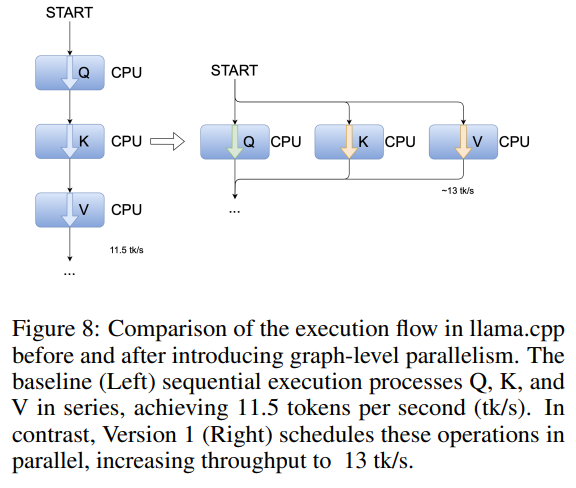 START
Q CPU
K CPU
V CPU
11.5 tk/s
...
START
Q CPU K CPU V CPU
~13 tk/s
...
Figure 8: Comparison of the execution flow in llama.cpp
before and after introducing graph-level parallelism. The
baseline (Left) sequential execution processes Q, K, and
V in series, achieving 11.5 tokens per second (tk/s). In
contrast, Version 1 (Right) schedules these operations in
parallel, increasing throughput to 13 tk/s.